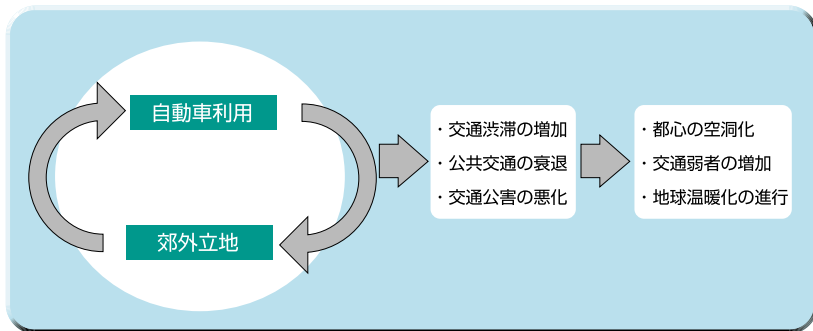 自動車利用
郊外立地
・交通渋滞の増加
・公共交通の衰退
・交通公害の悪化
・都心の空洞化
・交通弱者の増加
・地球温暖化の進行